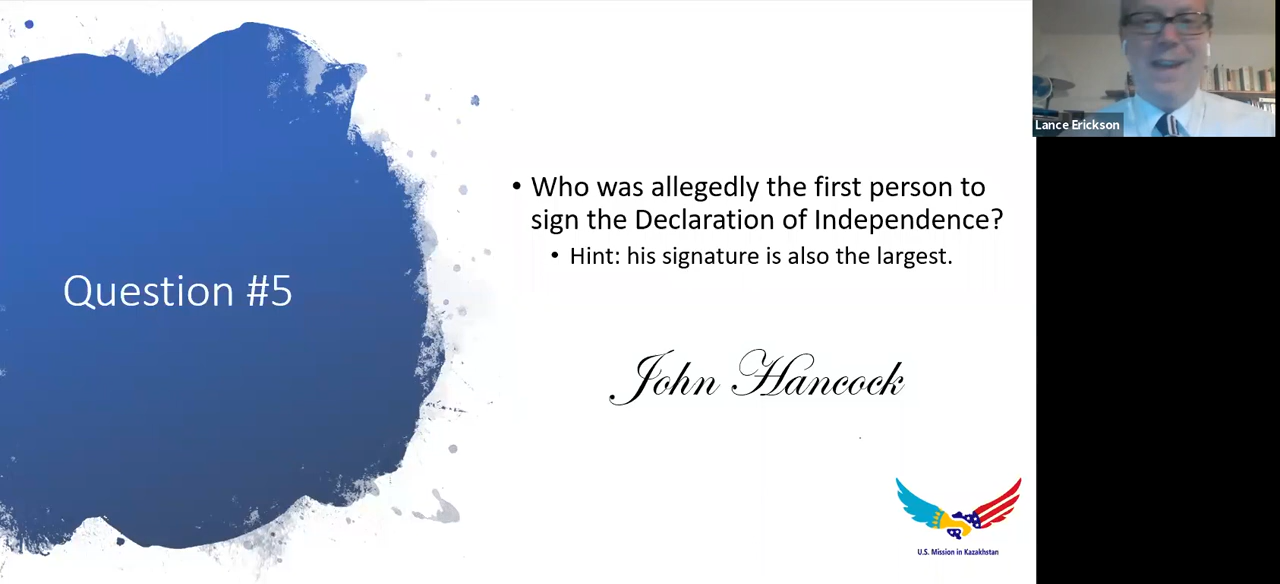 Question #5
• Who was allegedly the first person to
sign the Declaration of Independence?
• Hint: his signature is also the largest.
John Hancock
U.S. Mission in Kazakhstan
Lance Erickson